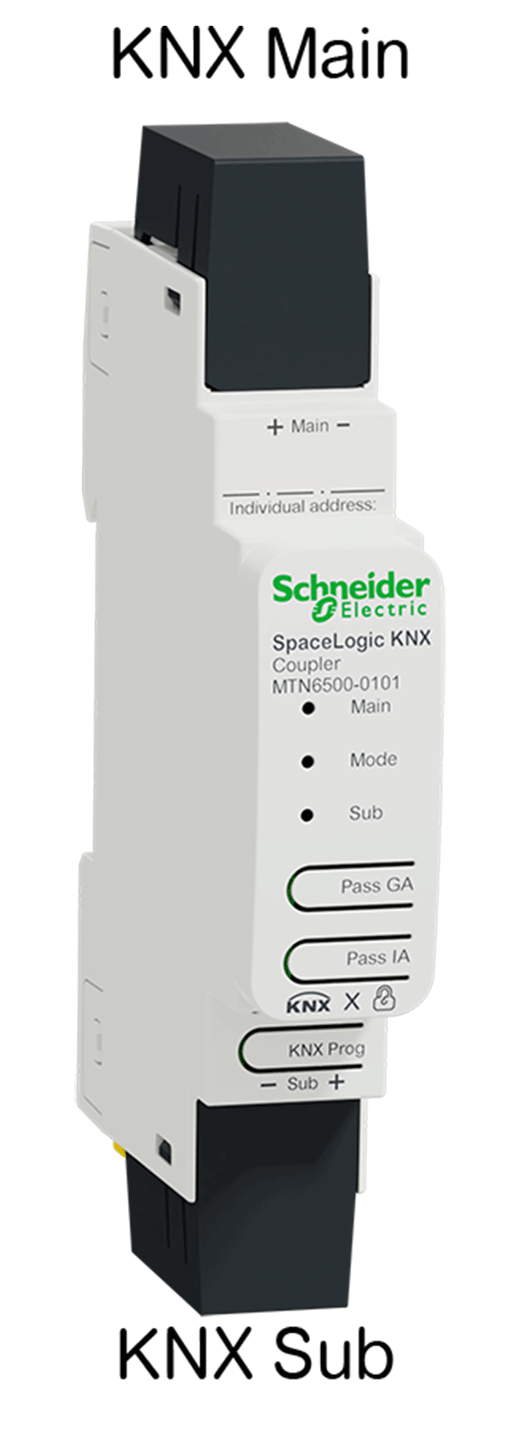 KNX Main
+ Main −
Individual address:
Schneider
Electric
SpaceLogic KNX
Coupler
MTN6500-0101
Main
Mode
Sub
Pass GA
Pass IA
KNX X
KNX Prog
− Sub +
KNX Sub